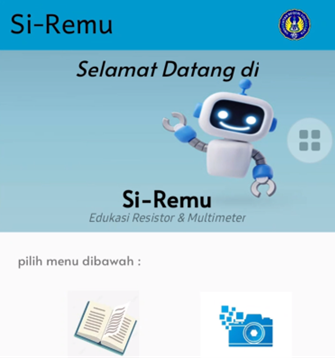 Si-Remu
Selamat Datang di
Si-Remu
Edukasi Resistor & Multimeter
pilih menu dibawah :